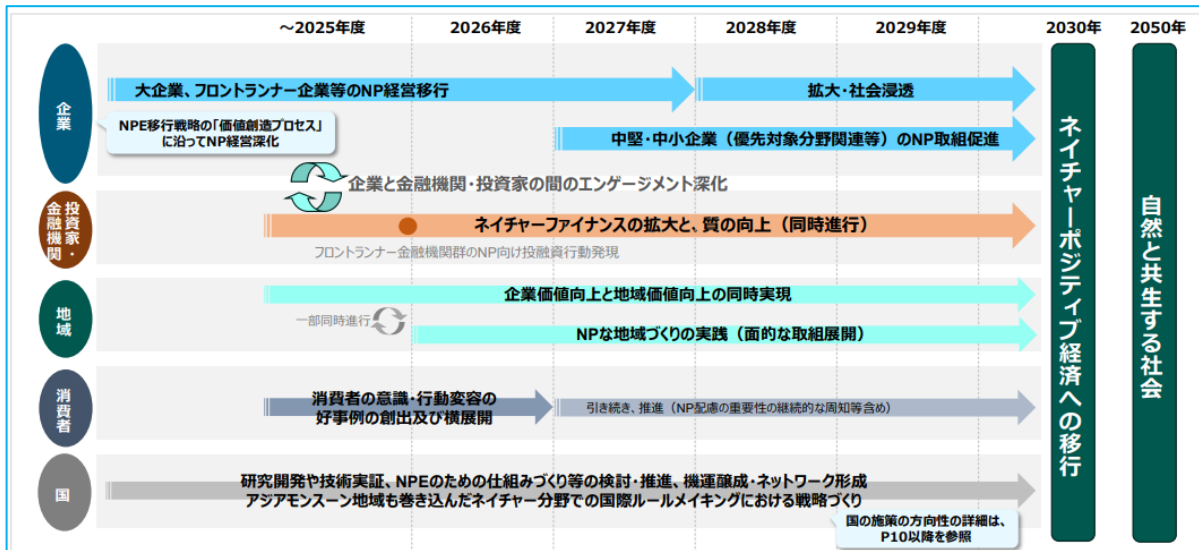 ～2025年度
2026年度
2027年度
2028年度
2029年度
2030年
2050年
企業
大企業、フロントランナー企業等のNP経営移行
拡大・社会浸透
NPE移行戦略の「価値創造プロセス」
に沿ってNP経営深化
中堅・中小企業（優先対象分野関連等）のNP取組促進
企業と金融機関・投資家の間のエンゲージメント深化
投資家・
金融機関
ネイチャーファイナンスの拡大と、質の向上（同時進行）
フロントランナー金融機関群のNP向け投融資行動発現
地域
企業価値向上と地域価値向上の同時実現
一部同時進行
NPな地域づくりの実践（面的な取組展開）
消費者
消費者の意識・行動変容の
好事例の創出及び横展開
引き続き、推進（NP配慮の重要性の継続的な周知等含め）
国
研究開発や技術実証、NPEのための仕組みづくり等の検討・推進、機運醸成・ネットワーク形成
アジアモンスーン地域も巻き込んだネイチャー分野での国際ルールメイキングにおける戦略づくり
国の施策の方向性の詳細は、
P10以降を参照
ネイチャーポジティブ経済への移行
自然と共生する社会